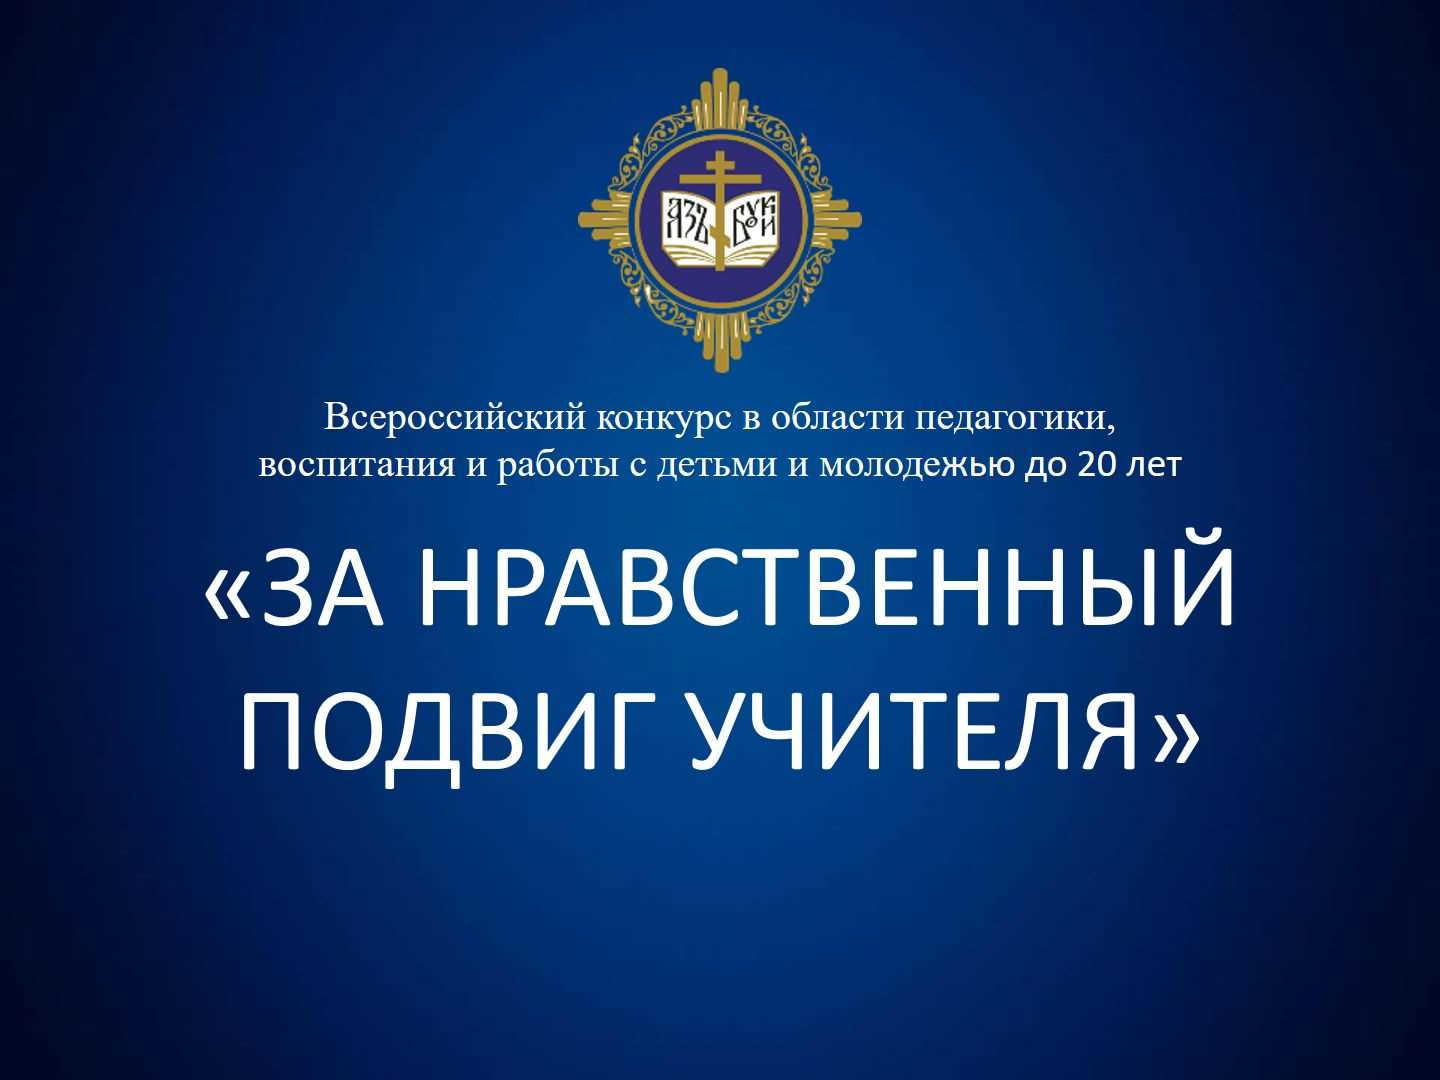 АЗЪ БУКИ
Всероссийский конкурс в области педагогики,
воспитания и работы с детьми и молодежью до 20 лет
«ЗА НРАВСТВЕННЫЙ
ПОДВИГ УЧИТЕЛЯ»